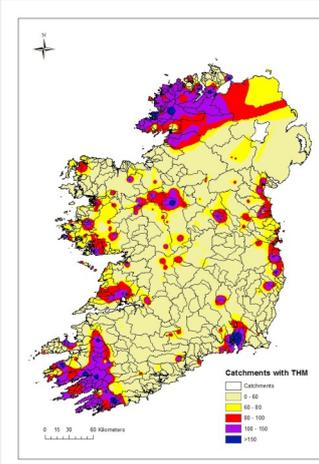 N
Catchments with THM
Catchments
0 - 60
60 - 80
80 - 100
100 - 150
>150
0 15 30 60 Kilometers